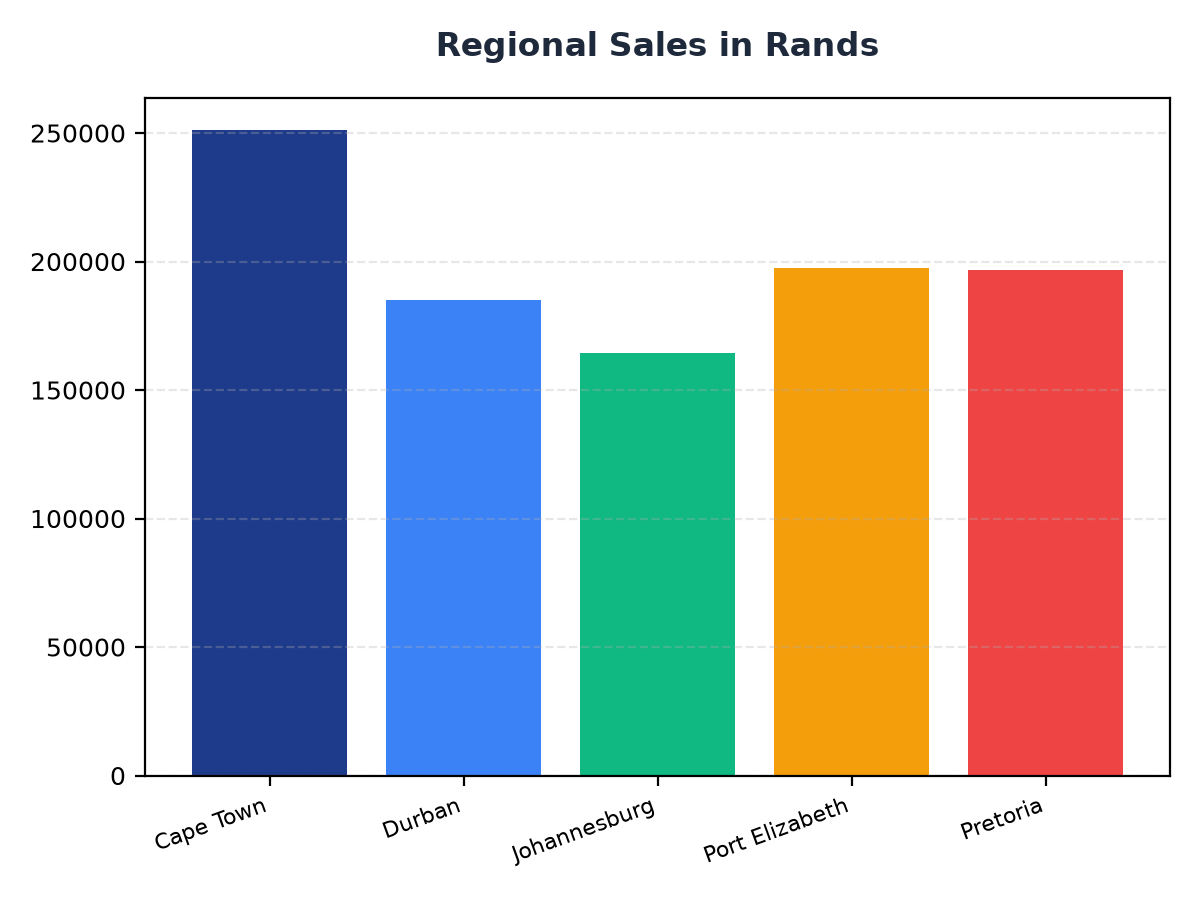 Regional Sales in Rands
250000
200000
150000
100000
50000
0
Cape Town
Durban
Johannesburg
Port Elizabeth
Pretoria